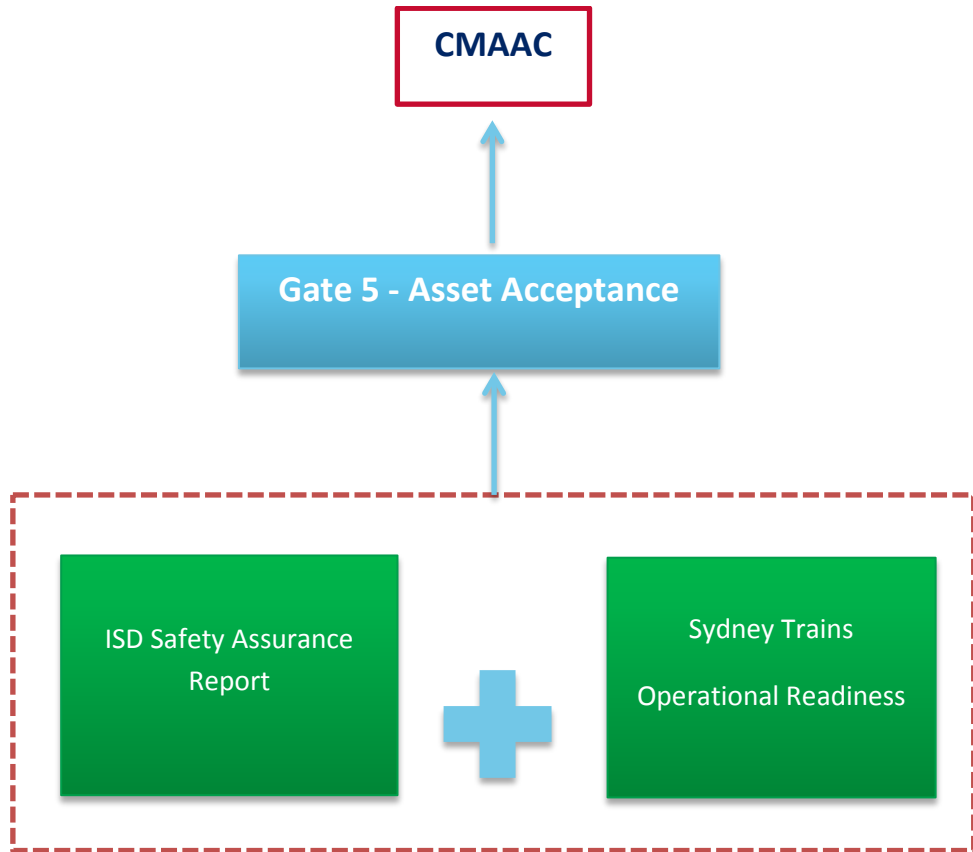 CMAAC
Gate 5 - Asset Acceptance
ISD Safety Assurance
Report
Sydney Trains
Operational Readiness